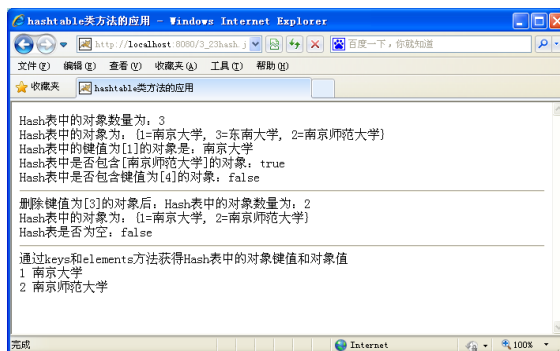 hashtable类方法的应用 - Windows Internet Explorer
http://localhost:8080/3_23hash.j
百度一下，你就知道
文件(F) 编辑(E) 查看(V) 收藏夹(A) 工具(T) 帮助(H)
收藏夹 hashtable类方法的应用
Hash表中的对象数量为：3
Hash表中的对象为：{1=南京大学, 3=东南大学, 2=南京师范大学}
Hash表中的键值为[1]的对象是：南京大学
Hash表中是否包含[南京师范大学]的对象：true
Hash表中是否包含键值为[4]的对象：false
删除键值为[3]的对象后：Hash表中的对象数量为：2
Hash表中的对象为：{1=南京大学, 2=南京师范大学}
Hash表是否为空：false
通过keys和elements方法获得Hash表中的对象键值和对象值
1 南京大学
2 南京师范大学
完成 Internet 100%